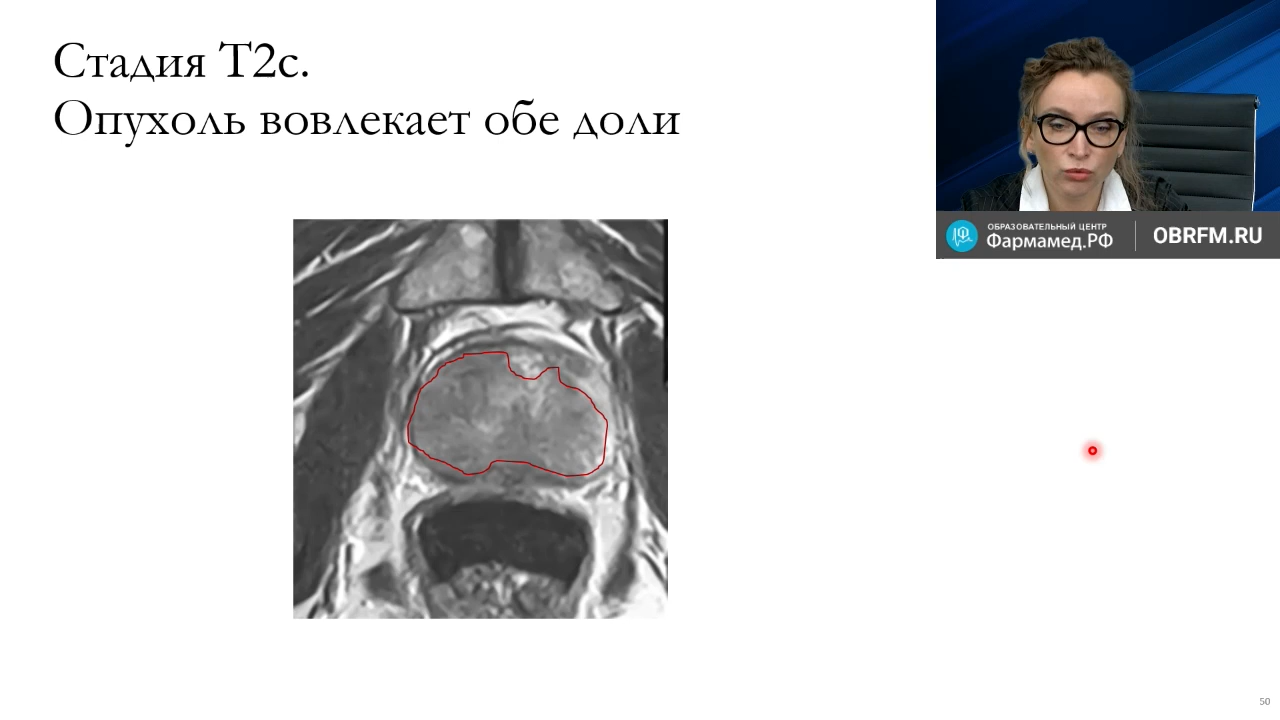 Стадия Т2с.
Опухоль вовлекает обе доли
ОБРАЗОВАТЕЛЬНЫЙ ЦЕНТР
Фармамед.РФ
OBRFM.RU
50